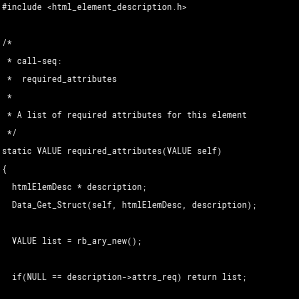 #include <html_element_description.h>
/*
 * call-seq:
 *  required_attributes
 *
 * A list of required attributes for this element
 */
static VALUE required_attributes(VALUE self)
{
  htmlElemDesc * description;
  Data_Get_Struct(self, htmlElemDesc, description);
  VALUE list = rb_ary_new();
  if(NULL == description->attrs_req) return list;